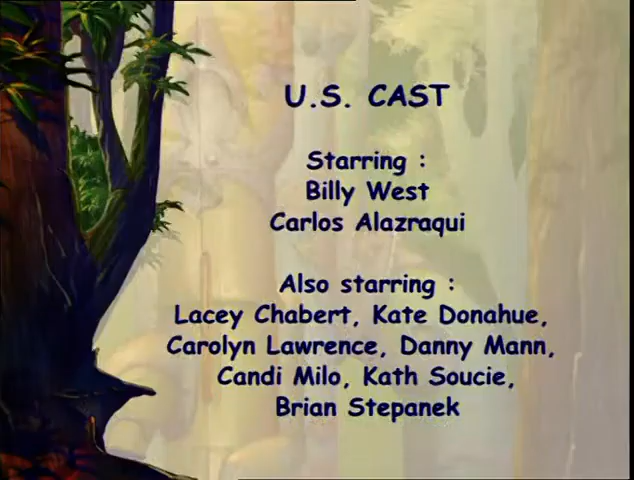 U.S. CAST
Starring :
Billy West
Carlos Alazraqui
Also starring :
Lacey Chabert, Kate Donahue,
Carolyn Lawrence, Danny Mann,
Candi Milo, Kath Soucie,
Brian Stepanek